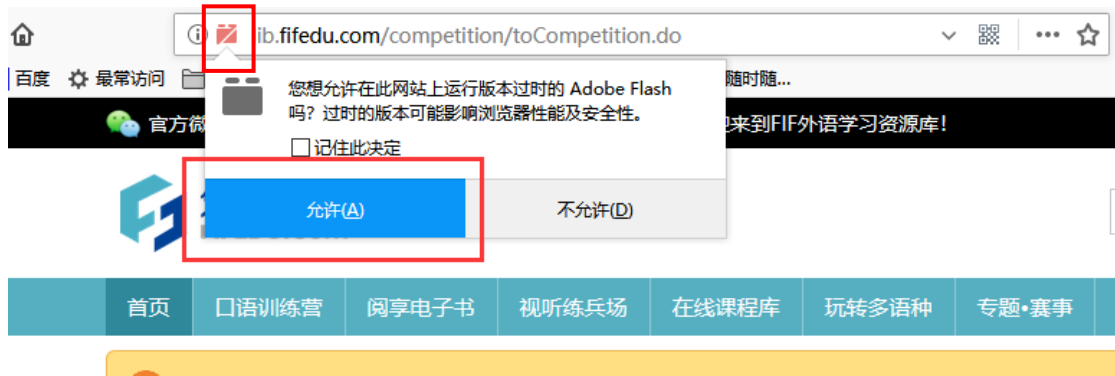 ib.fifedu.com/competition/toCompetition.do
百度 最常访问 随时随...
您想允许在此网站上运行版本过时的 Adobe Flash
吗？过时的版本可能影响浏览器性能及安全性。
官方微 来到FIF外语学习资源库!
记住此决定
允许(A) 不允许(D)
首页 口语训练营 阅享电子书 视听练兵场 在线课程库 玩转多语种 专题•赛事